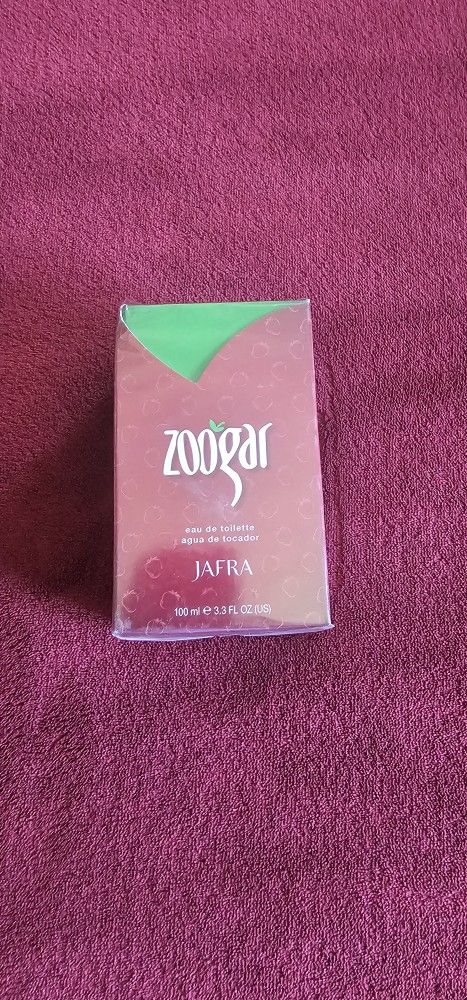 zoogar
eau de toilette
agua de tocador
JAFRA
100 ml ℮ 3.3 FL OZ (US)